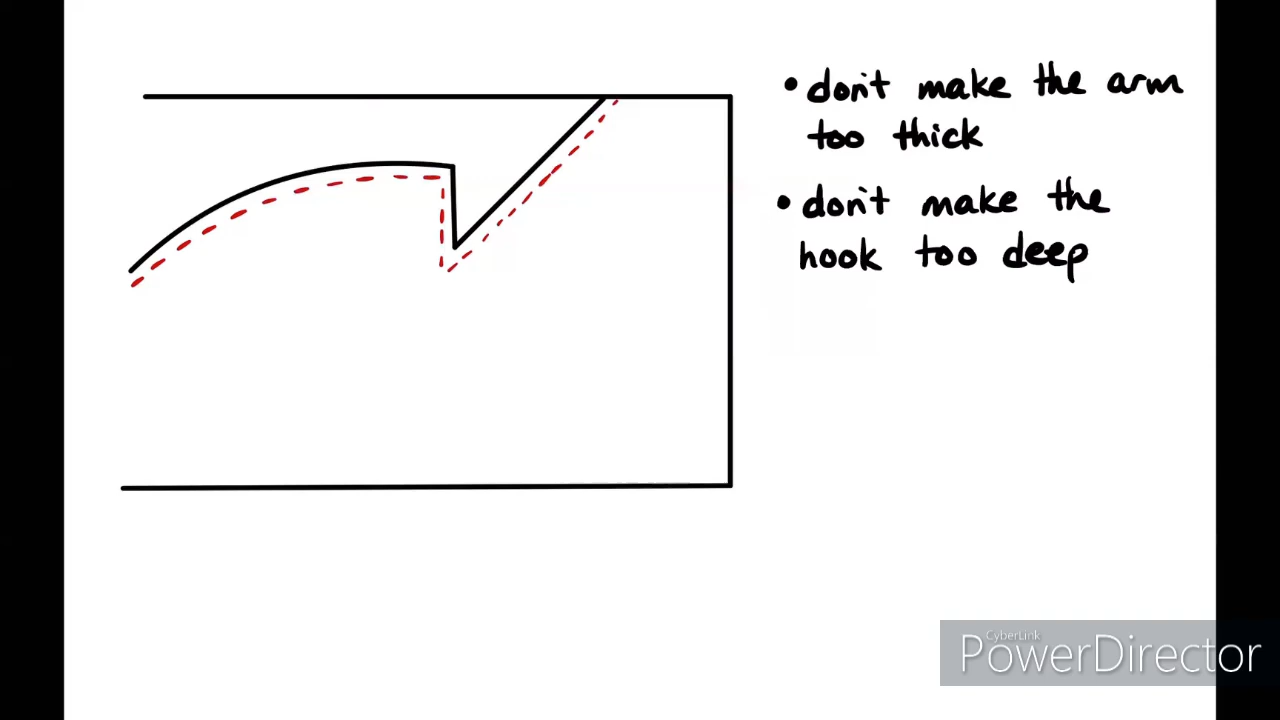 • don't make the arm
too thick
• don't make the
hook too deep
CyberLink
PowerDirector